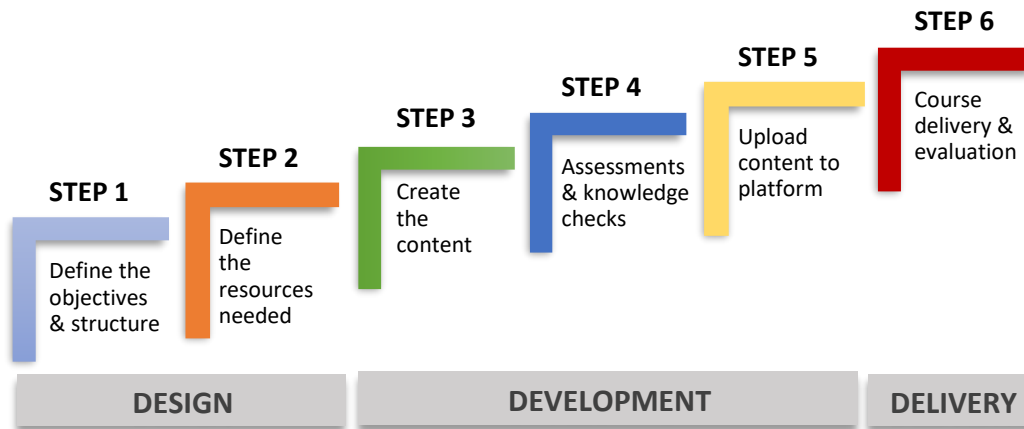 STEP 1
Define the
objectives
& structure
STEP 2
Define
the
resources
needed
STEP 3
Create
the
content
STEP 4
Assessments
& knowledge
checks
STEP 5
Upload
content to
platform
STEP 6
Course
delivery &
evaluation
DESIGN
DEVELOPMENT
DELIVERY